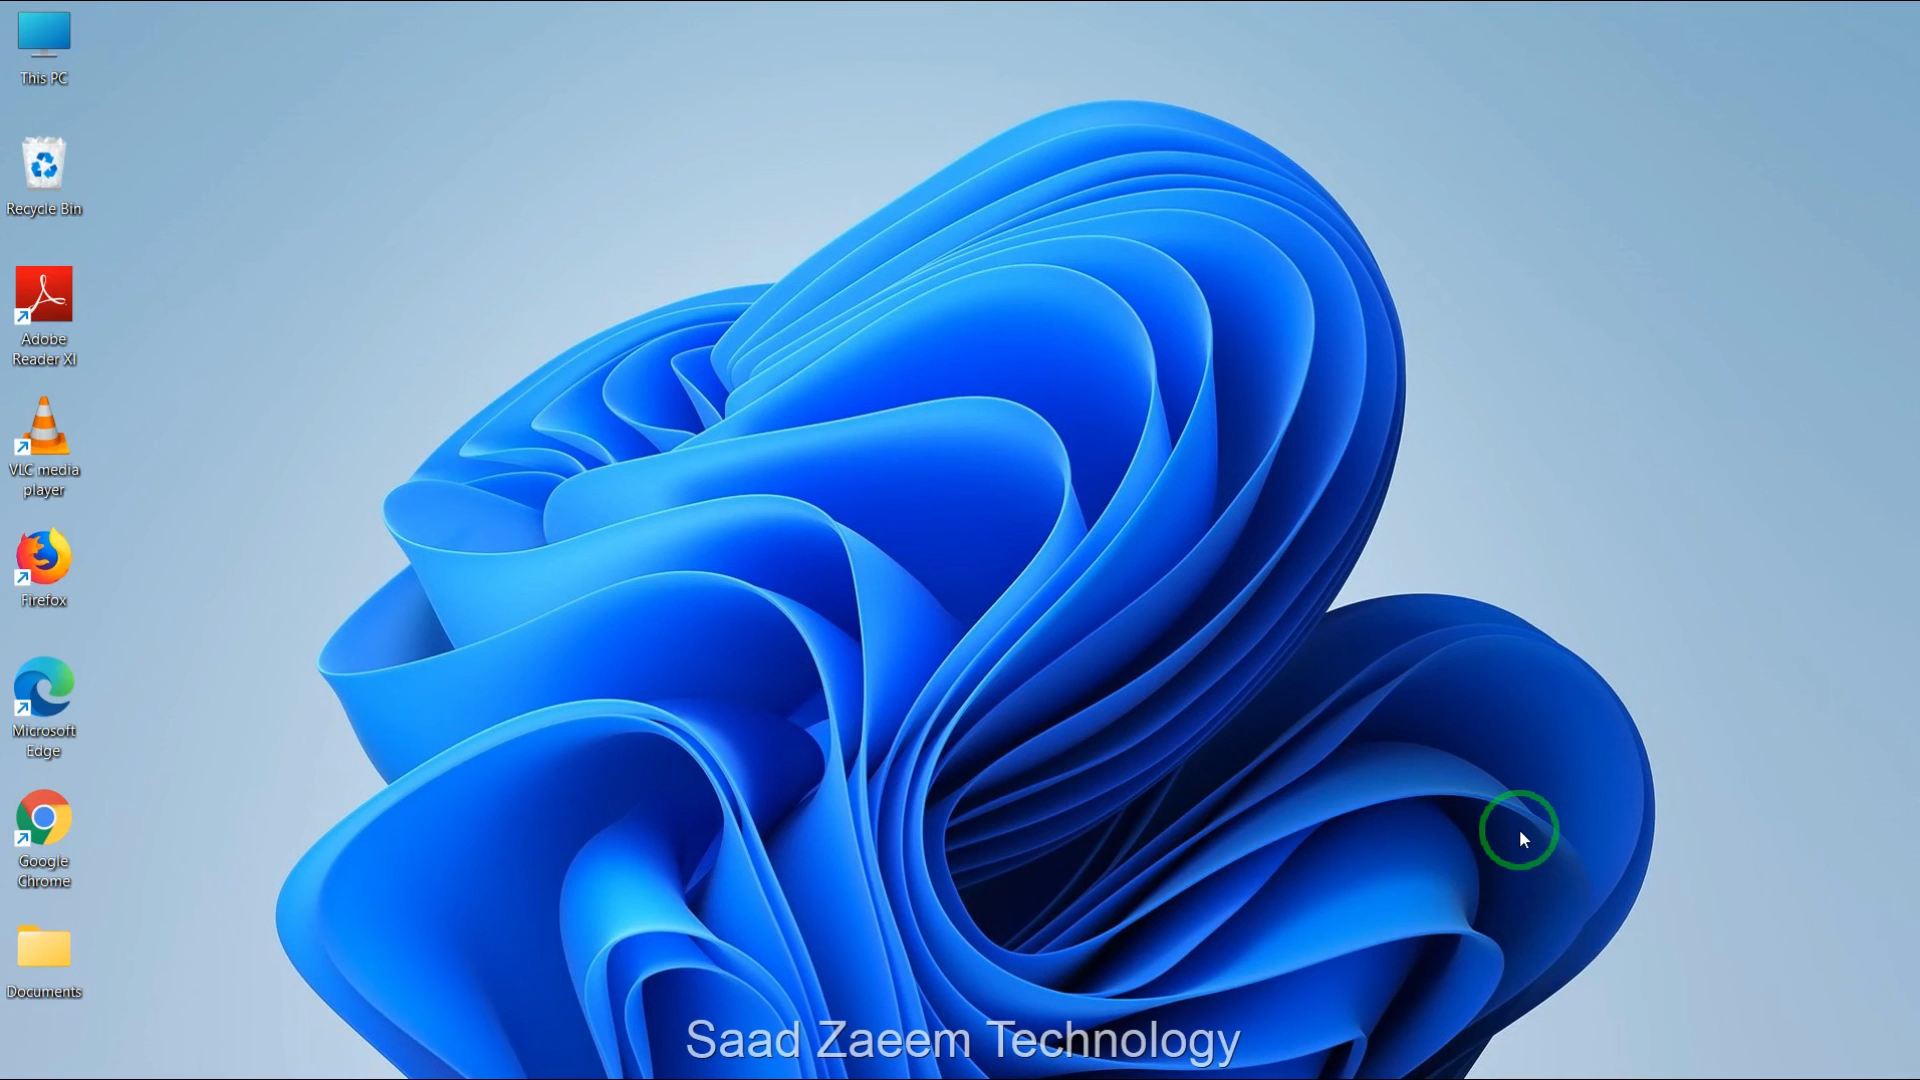 This PC
Recycle Bin
Adobe
Reader XI
VLC media
player
Firefox
Microsoft
Edge
Google
Chrome
Documents
Saad Zaeem Technology